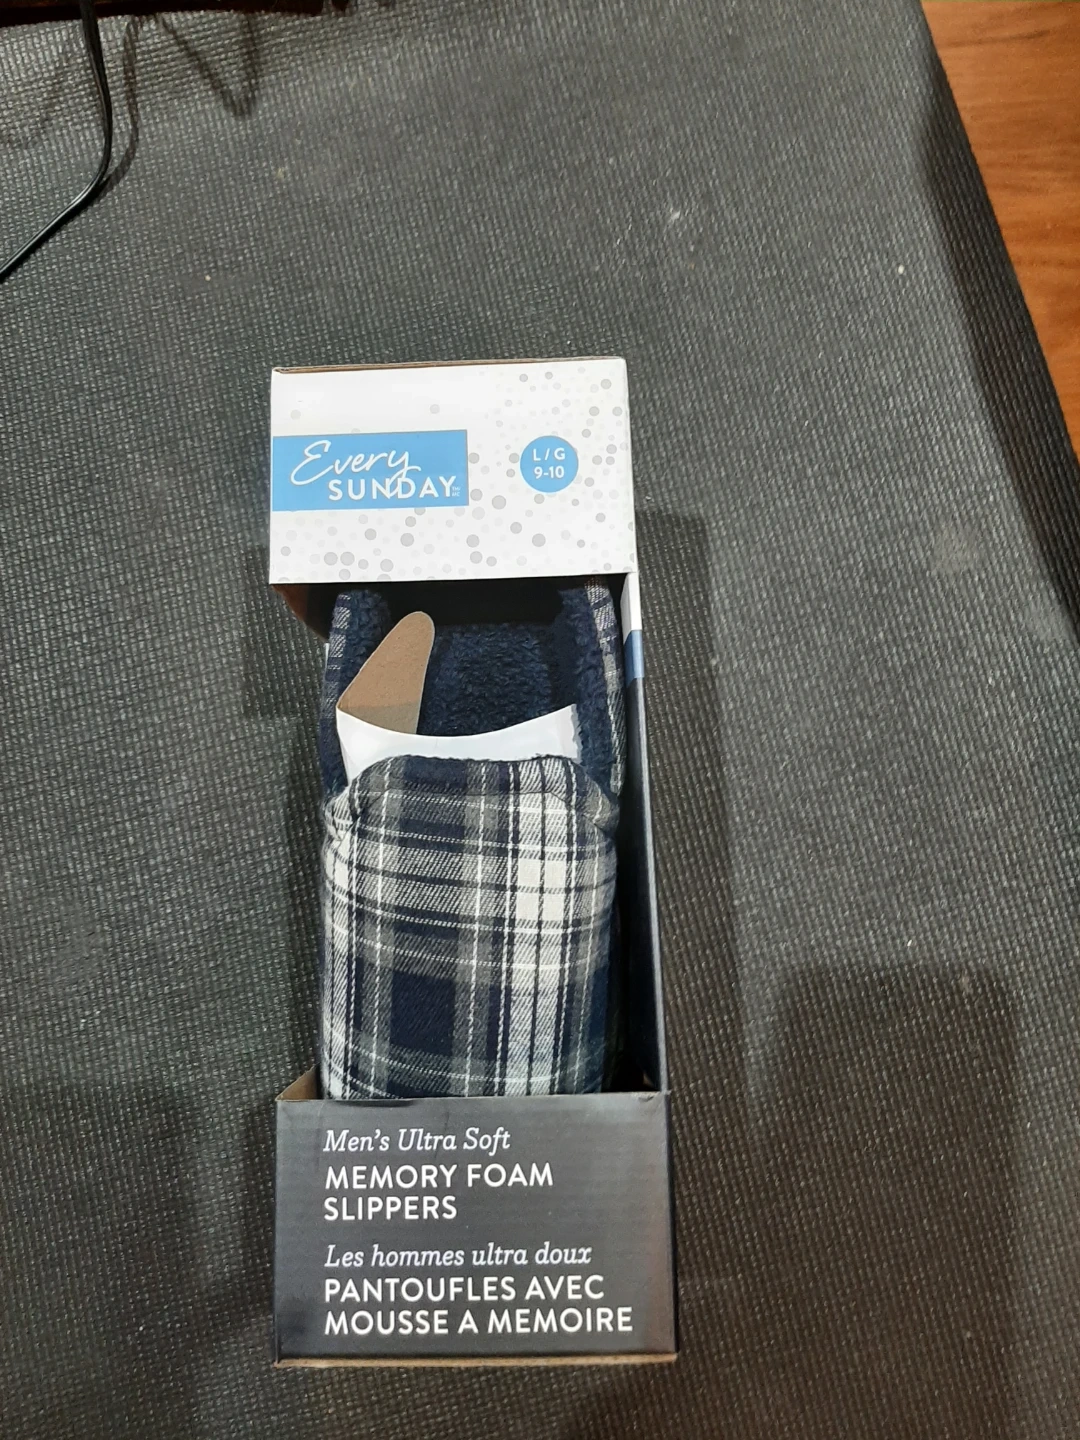 Every
SUNDAY
L / G
9-10
Men's Ultra Soft
MEMORY FOAM
SLIPPERS
Les hommes ultra doux
PANTOUFLES AVEC
MOUSSE A MEMOIRE